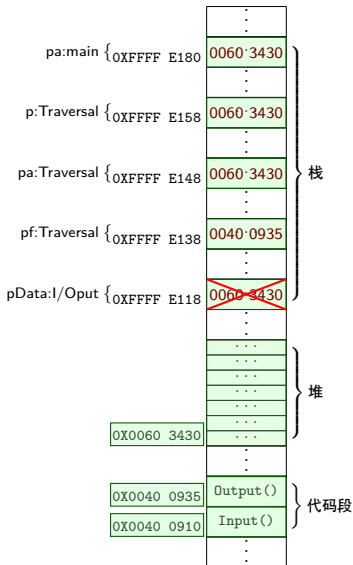 pa:main { 0XFFFF E180 0060 3430
p:Traversal { 0XFFFF E158 0060 3430
pa:Traversal { 0XFFFF E148 0060 3430
栈
pf:Traversal { 0XFFFF E138 0040 0935
pData:I/Oput { 0XFFFF E118 0060 3430
堆
0X0060 3430
0X0040 0935 Output()
代码段
0X0040 0910 Input()